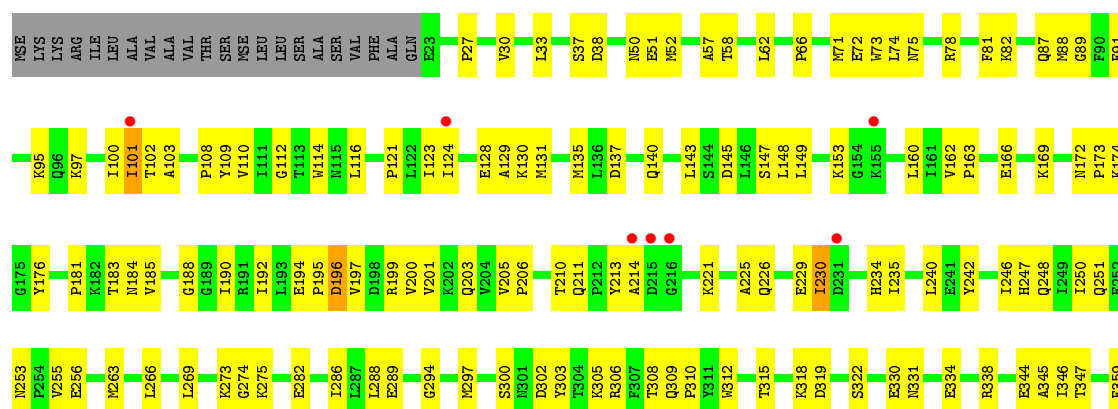 MSE LYS LYS ARG ILE LEU ALA VAL ALA VAL THR SER MSE LEU LEU SER ALA SER VAL PHE ALA GLN E23 P27 V30 L33 S37 D38 N50 E51 M52 A57 T58 L62 P66 M71 E72 W73 L74 N75 R78 F81 K82 Q87 M88 G89 F90
K95 Q96 K97 I100 I101 T102 A103 P108 Y109 V110 I111 G112 T113 W114 N115 L116 P121 L122 I123 I124 E128 A129 K130 M131 M135 L136 D137 Q140 L143 S144 D145 L146 S147 L148 L149 K153 G154 K155 L160 I161 V162 P163 E166 K169 N172 P173 K174
G175 Y176 P181 K182 T183 N184 V185 G188 G189 I190 R191 I192 L193 E194 P195 D196 V197 D198 R199 V200 V201 K202 Q203 V204 V205 P206 T210 Q211 P212 Y213 A214 D215 G216 K221 A225 Q226 E229 I230 D231 H234 I235 L240 E241 Y242 I246 H247 Q248 I249 I250 Q251
N253 P254 V255 E256 M263 L266 L269 K273 G274 K275 E282 I286 L287 L288 E289 G294 M297 S300 N301 D302 Y303 T304 K305 R306 F307 T308 Q309 P310 Y311 W312 T315 K318 D319 S322 E330 N331 E334 R338 E344 A345 I346 T347